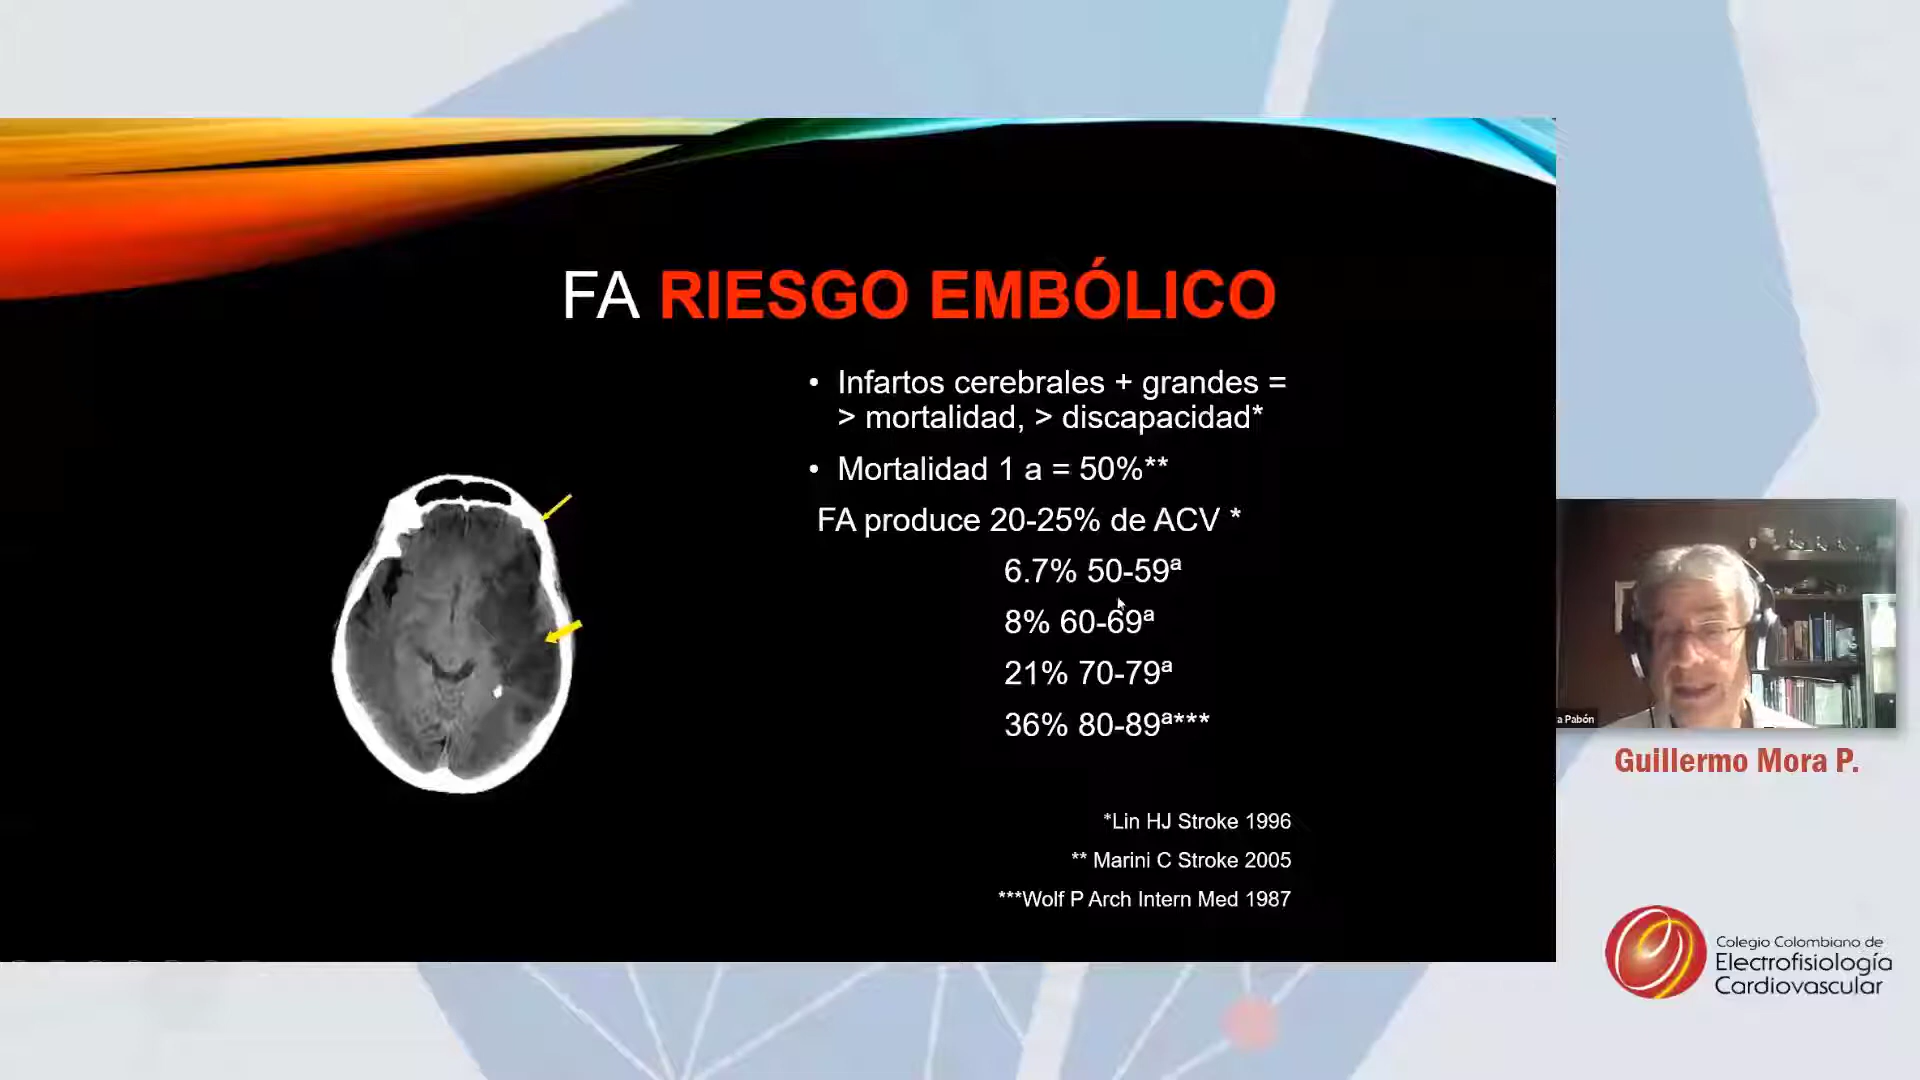 FA RIESGO EMBÓLICO
• Infartos cerebrales + grandes =
> mortalidad, > discapacidad*
• Mortalidad 1 a = 50%**
FA produce 20-25% de ACV *
6.7% 50-59ª
8% 60-69ª
21% 70-79ª
36% 80-89ª***
*Lin HJ Stroke 1996
** Marini C Stroke 2005
***Wolf P Arch Intern Med 1987
a Pabón
Guillermo Mora P.
Colegio Colombiano de
Electrofisiología
Cardiovascular